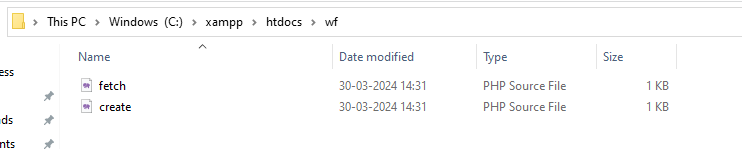 This PC > Windows (C:) > xampp > htdocs > wf
Name Date modified Type Size
ess
fetch 30-03-2024 14:31 PHP Source File 1 KB
create 30-03-2024 14:31 PHP Source File 1 KB
ads
nts